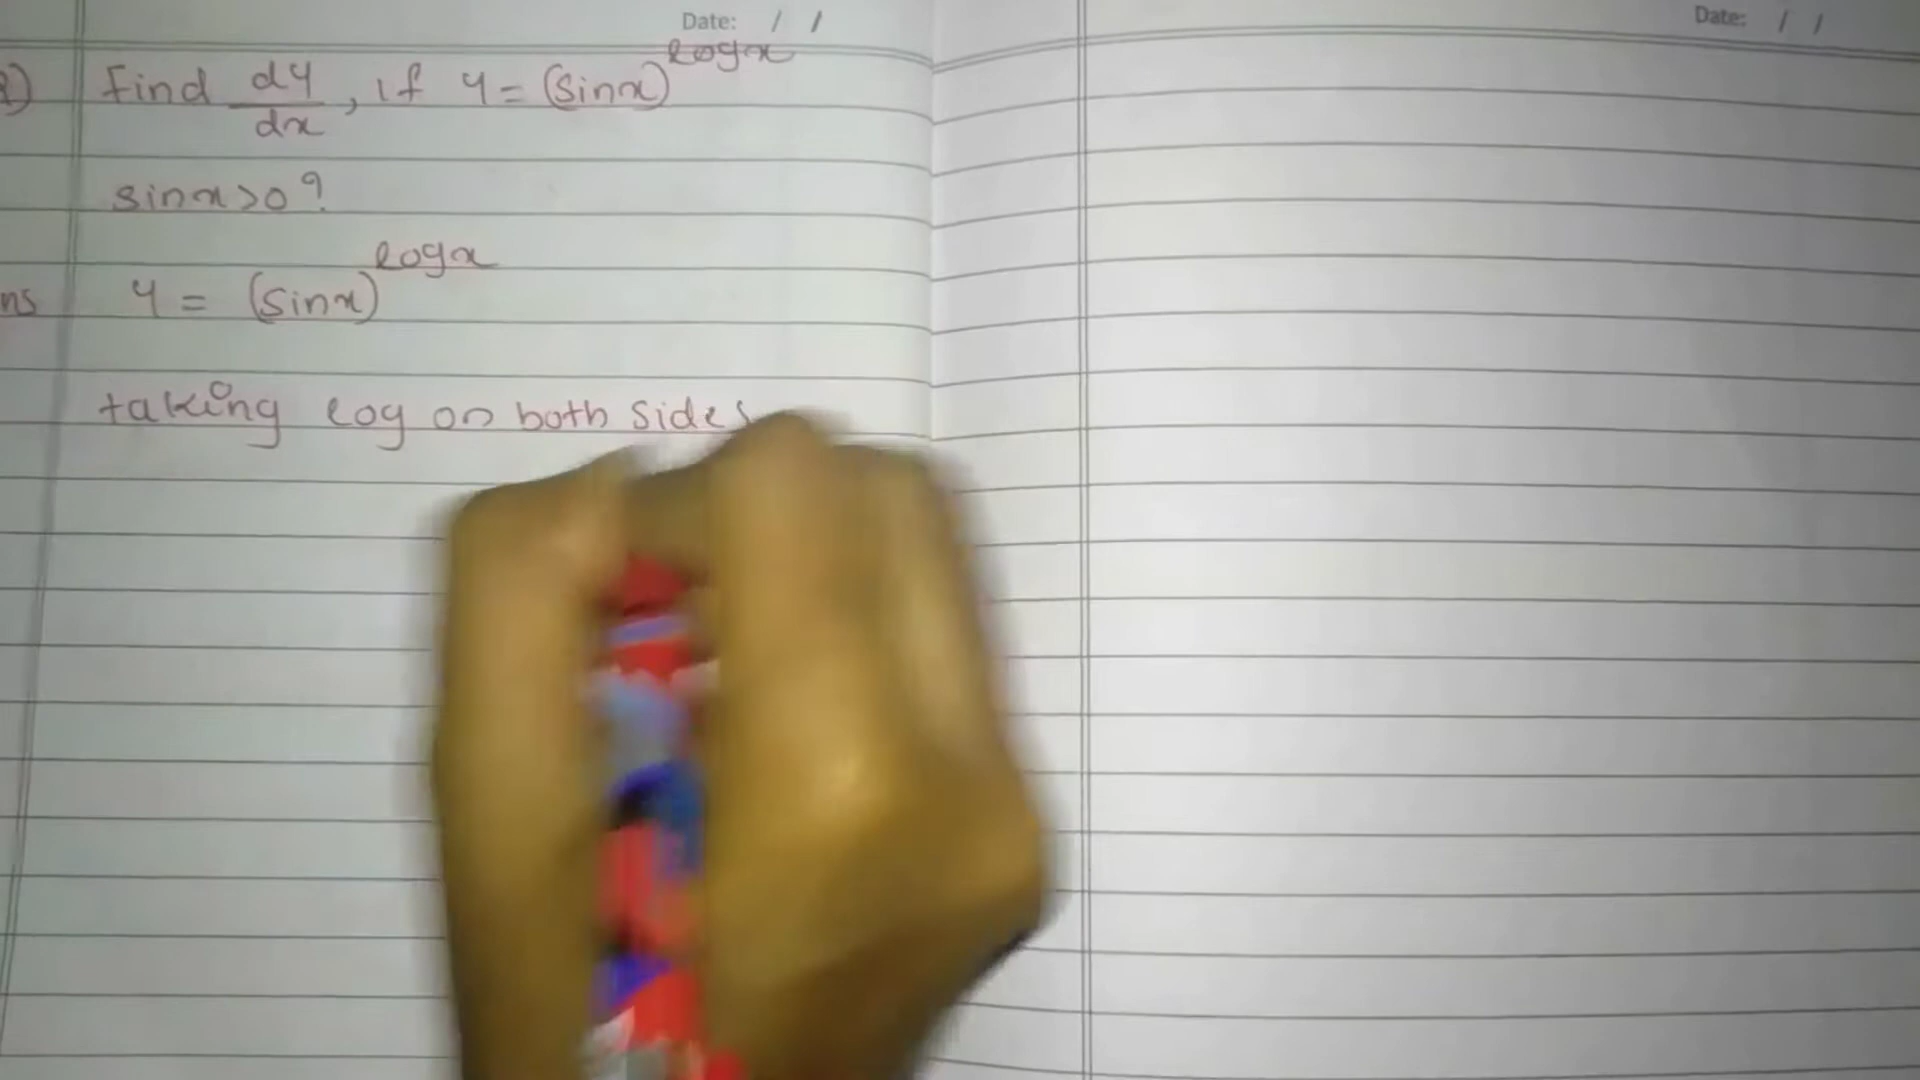 Date: / /
Date: / /
Find dy/dx, if y = (sinx)^logx
sinx>0?
ns y = (sinx)^logx
taking log on both sides